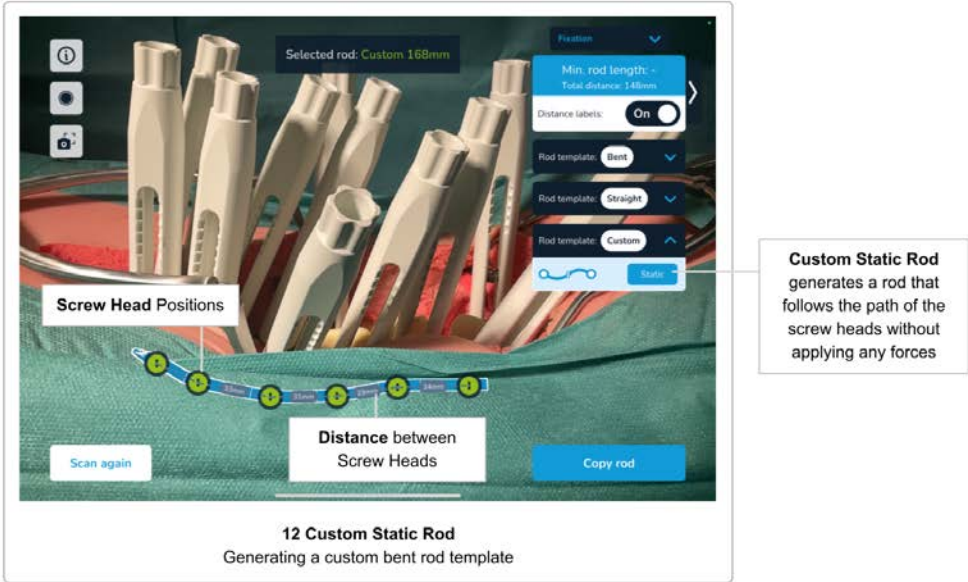 Selected rod: Custom 168mm
Fixation
Min. rod length: -
Total distance: 148mm
Distance labels: On
Rod template: Bent
Rod template: Straight
Rod template: Custom
Static
Custom Static Rod
generates a rod that
follows the path of the
screw heads without
applying any forces
Screw Head Positions
33mm
31mm
28mm
Distance between
Screw Heads
Scan again
Copy rod
12 Custom Static Rod
Generating a custom bent rod template